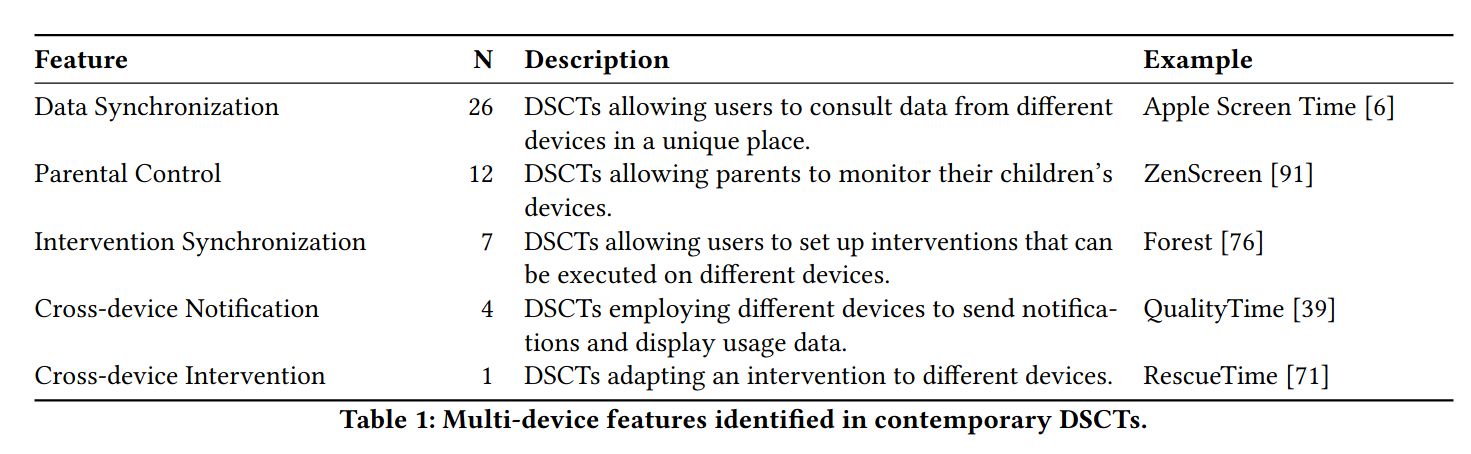 Feature N Description Example
Data Synchronization 26 DSCTs allowing users to consult data from different Apple Screen Time [6]
devices in a unique place.
Parental Control 12 DSCTs allowing parents to monitor their children's ZenScreen [91]
devices.
Intervention Synchronization 7 DSCTs allowing users to set up interventions that can Forest [76]
be executed on different devices.
Cross-device Notification 4 DSCTs employing different devices to send notifica- QualityTime [39]
tions and display usage data.
Cross-device Intervention 1 DSCTs adapting an intervention to different devices. RescueTime [71]
Table 1: Multi-device features identified in contemporary DSCTs.